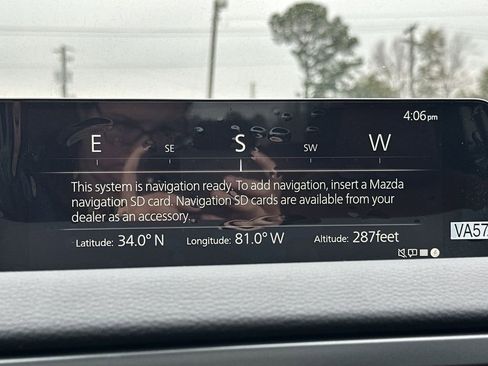 4:06pm
E SE S SW W
This system is navigation ready. To add navigation, insert a Mazda
navigation SD card. Navigation SD cards are available from your
dealer as an accessory.
Latitude: 34.0° N Longitude: 81.0° W Altitude: 287feet
VA57